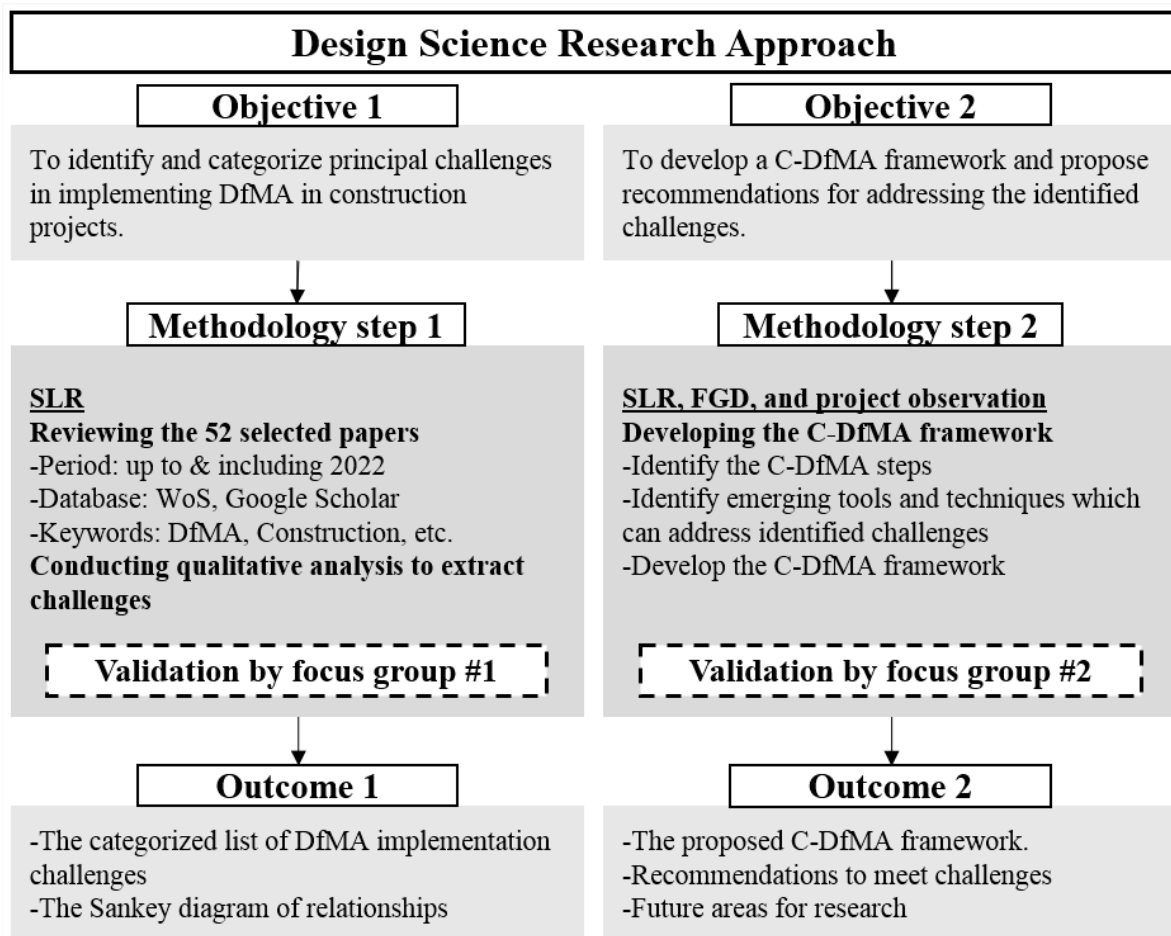 Design Science Research Approach
Objective 1
To identify and categorize principal challenges
in implementing DfMA in construction
projects.
Methodology step 1
SLR
Reviewing the 52 selected papers
-Period: up to & including 2022
-Database: WoS, Google Scholar
-Keywords: DfMA, Construction, etc.
Conducting qualitative analysis to extract
challenges
Validation by focus group #1
Outcome 1
-The categorized list of DfMA implementation
challenges
-The Sankey diagram of relationships
Objective 2
To develop a C-DfMA framework and propose
recommendations for addressing the identified
challenges.
Methodology step 2
SLR, FGD, and project observation
Developing the C-DfMA framework
-Identify the C-DfMA steps
-Identify emerging tools and techniques which
can address identified challenges
-Develop the C-DfMA framework
Validation by focus group #2
Outcome 2
-The proposed C-DfMA framework.
-Recommendations to meet challenges
-Future areas for research